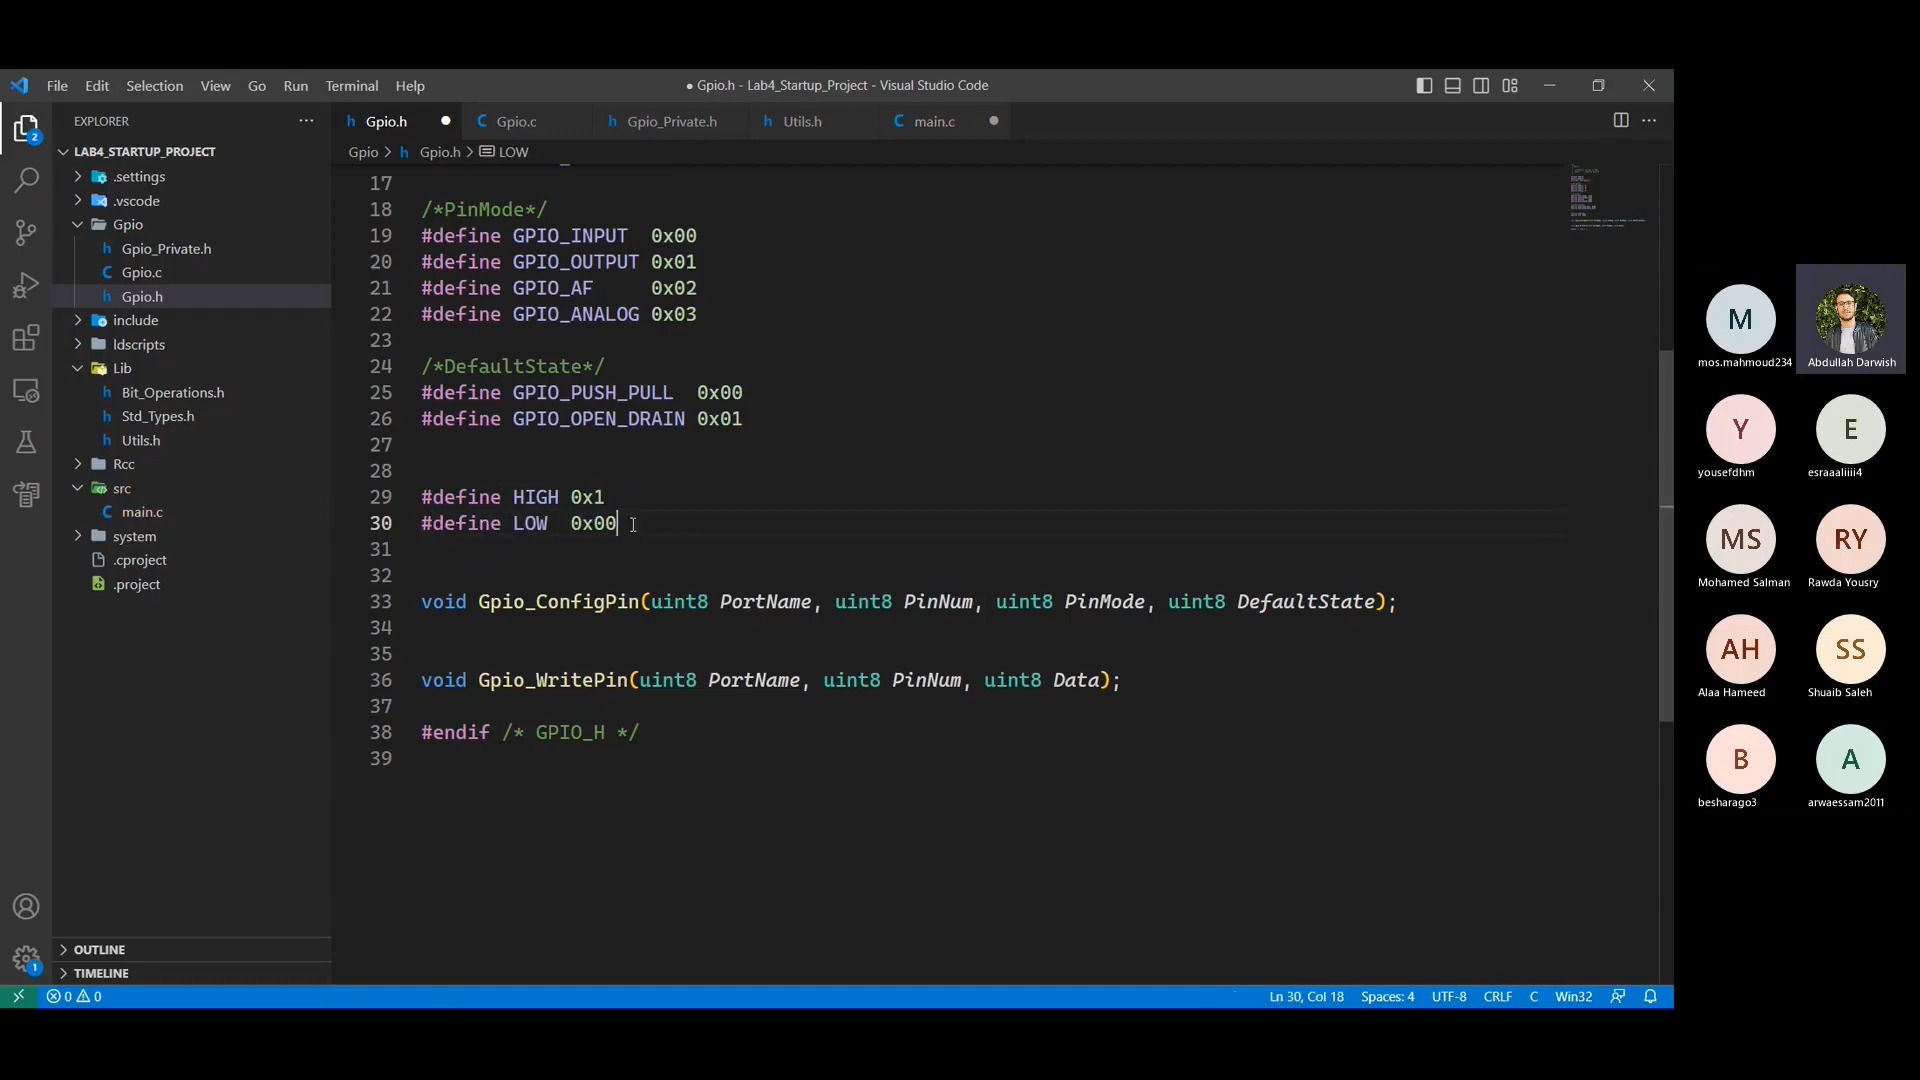 File Edit Selection View Go Run Terminal Help
● Gpio.h - Lab4_Startup_Project - Visual Studio Code
EXPLORER
LAB4_STARTUP_PROJECT
.settings
.vscode
Gpio
Gpio_Private.h
Gpio.c
Gpio.h
include
ldscripts
Lib
Bit_Operations.h
Std_Types.h
Utils.h
Rcc
src
main.c
system
.cproject
.project
OUTLINE
TIMELINE
2
1
Gpio.h Gpio.c Gpio_Private.h Utils.h main.c
Gpio > Gpio.h > LOW
17
18 /*PinMode*/
19 #define GPIO_INPUT  0x00
20 #define GPIO_OUTPUT 0x01
21 #define GPIO_AF     0x02
22 #define GPIO_ANALOG 0x03
23
24 /*DefaultState*/
25 #define GPIO_PUSH_PULL  0x00
26 #define GPIO_OPEN_DRAIN 0x01
27
28
29 #define HIGH 0x1
30 #define LOW  0x00
31
32
33 void Gpio_ConfigPin(uint8 PortName, uint8 PinNum, uint8 PinMode, uint8 DefaultState);
34
35
36 void Gpio_WritePin(uint8 PortName, uint8 PinNum, uint8 Data);
37
38 #endif /* GPIO_H */
39
0 0
Ln 30, Col 18 Spaces: 4 UTF-8 CRLF C Win32
M
mos.mahmoud234
Abdullah Darwish
Y
yousefdhm
E
esraaliiii4
MS
Mohamed Salman
RY
Rawda Yousry
AH
Alaa Hameed
SS
Shuaib Saleh
B
besharago3
A
arwaessam2011